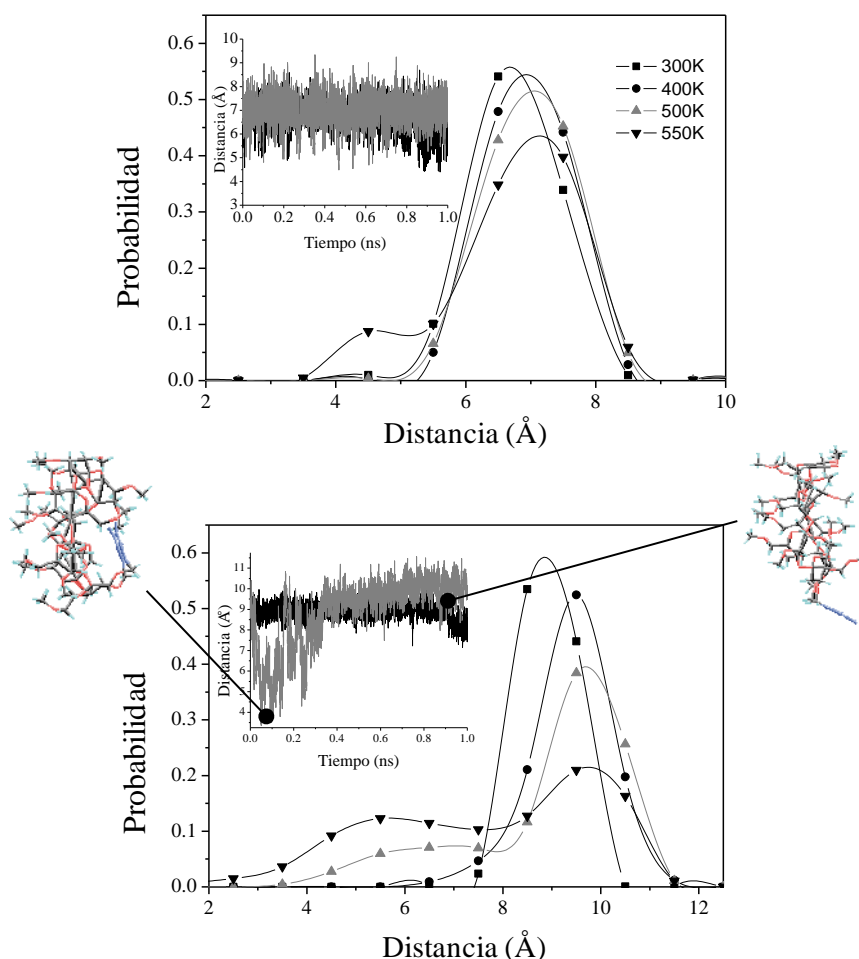 0.6
0.5
0.4
0.3
0.2
0.1
0.0
Probabilidad
2 4 6 8 10
Distancia (Å)
300K
400K
500K
550K
10
9
8
7
6
5
4
3
Distancia (Å)
0.0 0.2 0.4 0.6 0.8 1.0
Tiempo (ns)
0.6
0.5
0.4
0.3
0.2
0.1
0.0
Probabilidad
2 4 6 8 10 12
Distancia (Å)
11
10
9
8
7
6
5
4
Distancia (Å)
0.0 0.2 0.4 0.6 0.8 1.0
Tiempo (ns)